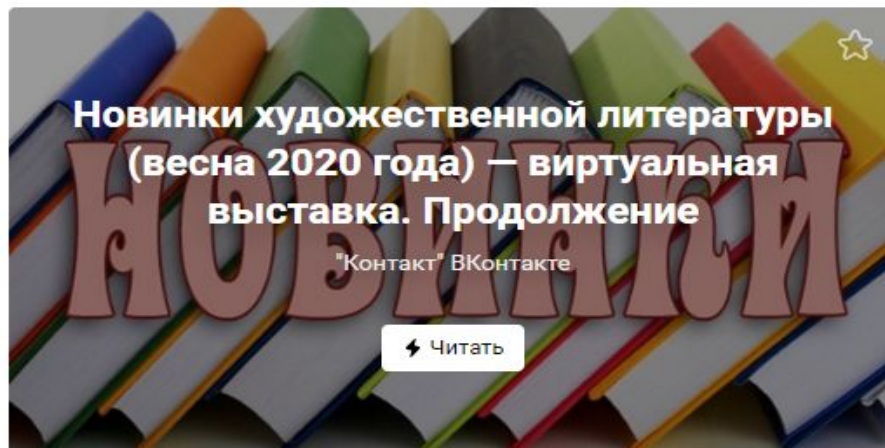 Новинки художественной литературы
(весна 2020 года) — виртуальная
выставка. Продолжение
НОВИНКИ
"Контакт" ВКонтакте
Читать